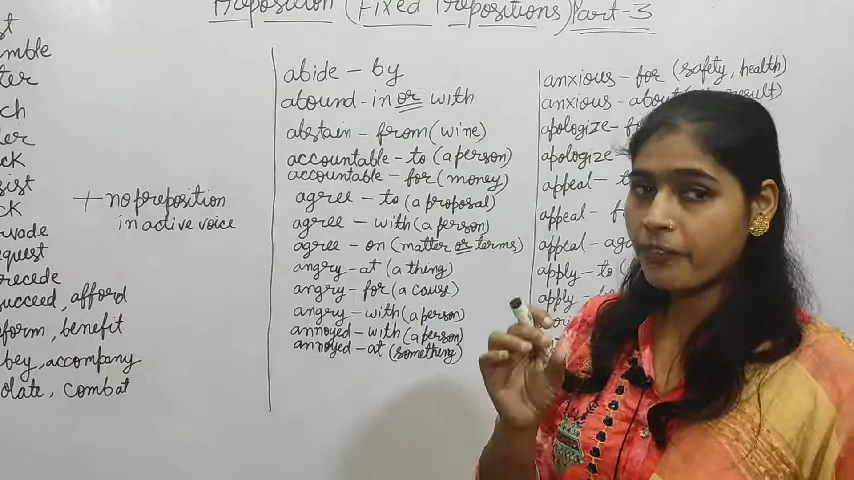 Preposition (Fixed Prepositions) Part-3
ter
ch
ck
sist
ck
vade
quest
recede
ucceed, afford
form, benefit
bey, accompany
olate, combat
+ no preposition
in active voice
abide - by
abound - in or with
abstain - from (wine)
accountable - to (a person)
accountable - for (money)
agree - to (a proposal)
agree - with (a person)
agree - on (matter or terms)
angry - at (a thing)
angry - for (a cause)
angry - with (a person)
annoyed - with (a person)
annoyed - at (something)
anxious - for (safety, health)
anxious - about
apologize - 
apologize -
appeal -
appeal -
appeal - aga
apply - to
apply -